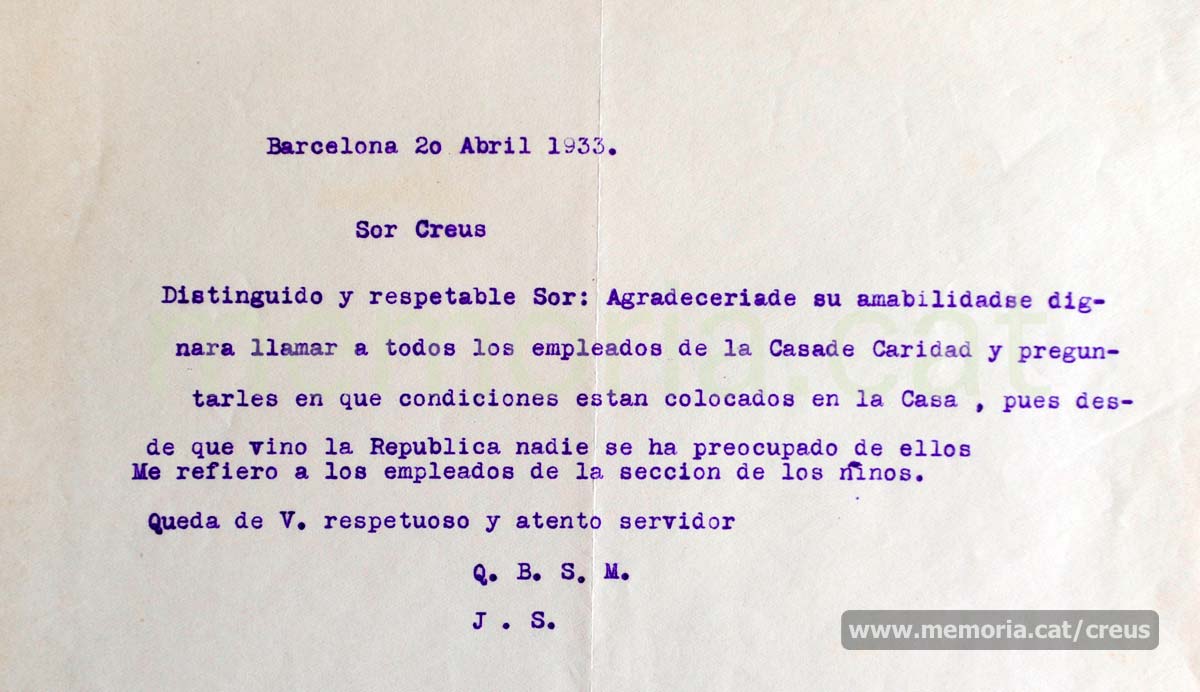 Barcelona 2o Abril 1933.
Sor Creus
Distinguido y respetable Sor: Agradeceriade su amabilidadse dig-
nara llamar a todos los empleados de la Casade Caridad y pregun-
tarles en que condiciones estan colocados en la Casa , pues des-
de que vino la Republica nadie se ha preocupado de ellos
Me refiero a los empleados de la seccion de los niños.
Queda de V. respetuoso y atento servidor
Q. B. S. M.
J . S.
memoria.cat
www.memoria.cat/creus